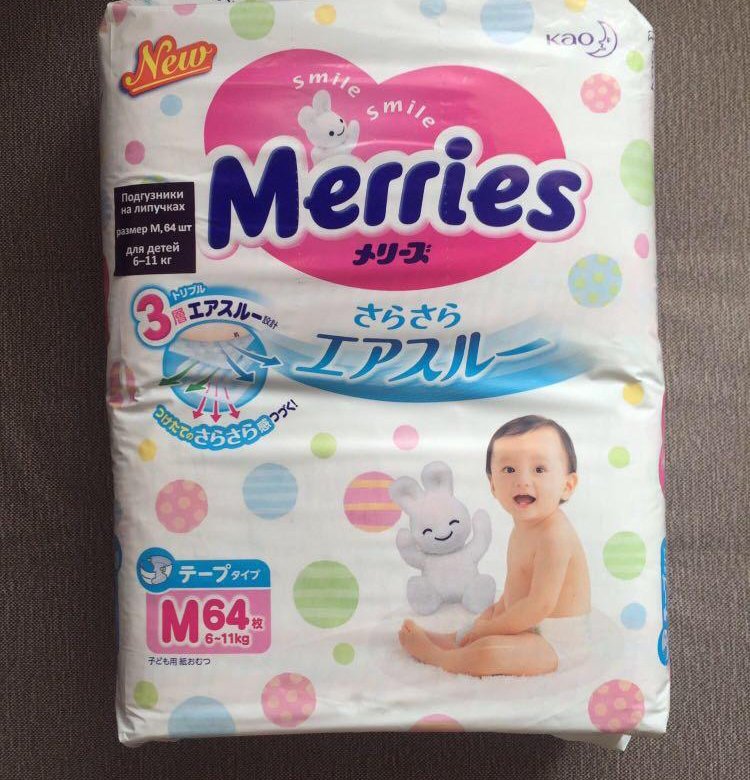 New
Kao
Smile Smile
Merries
メリーズ
Подгузники
на липучках
размер M, 64 шт
для детей
6–11 кг
トリプル
3層エアスルー設計
さらさら
エアスルー
つけたてのさらさら感つづく!
テープタイプ
M64枚
6~11kg
子ども用 紙おむつ